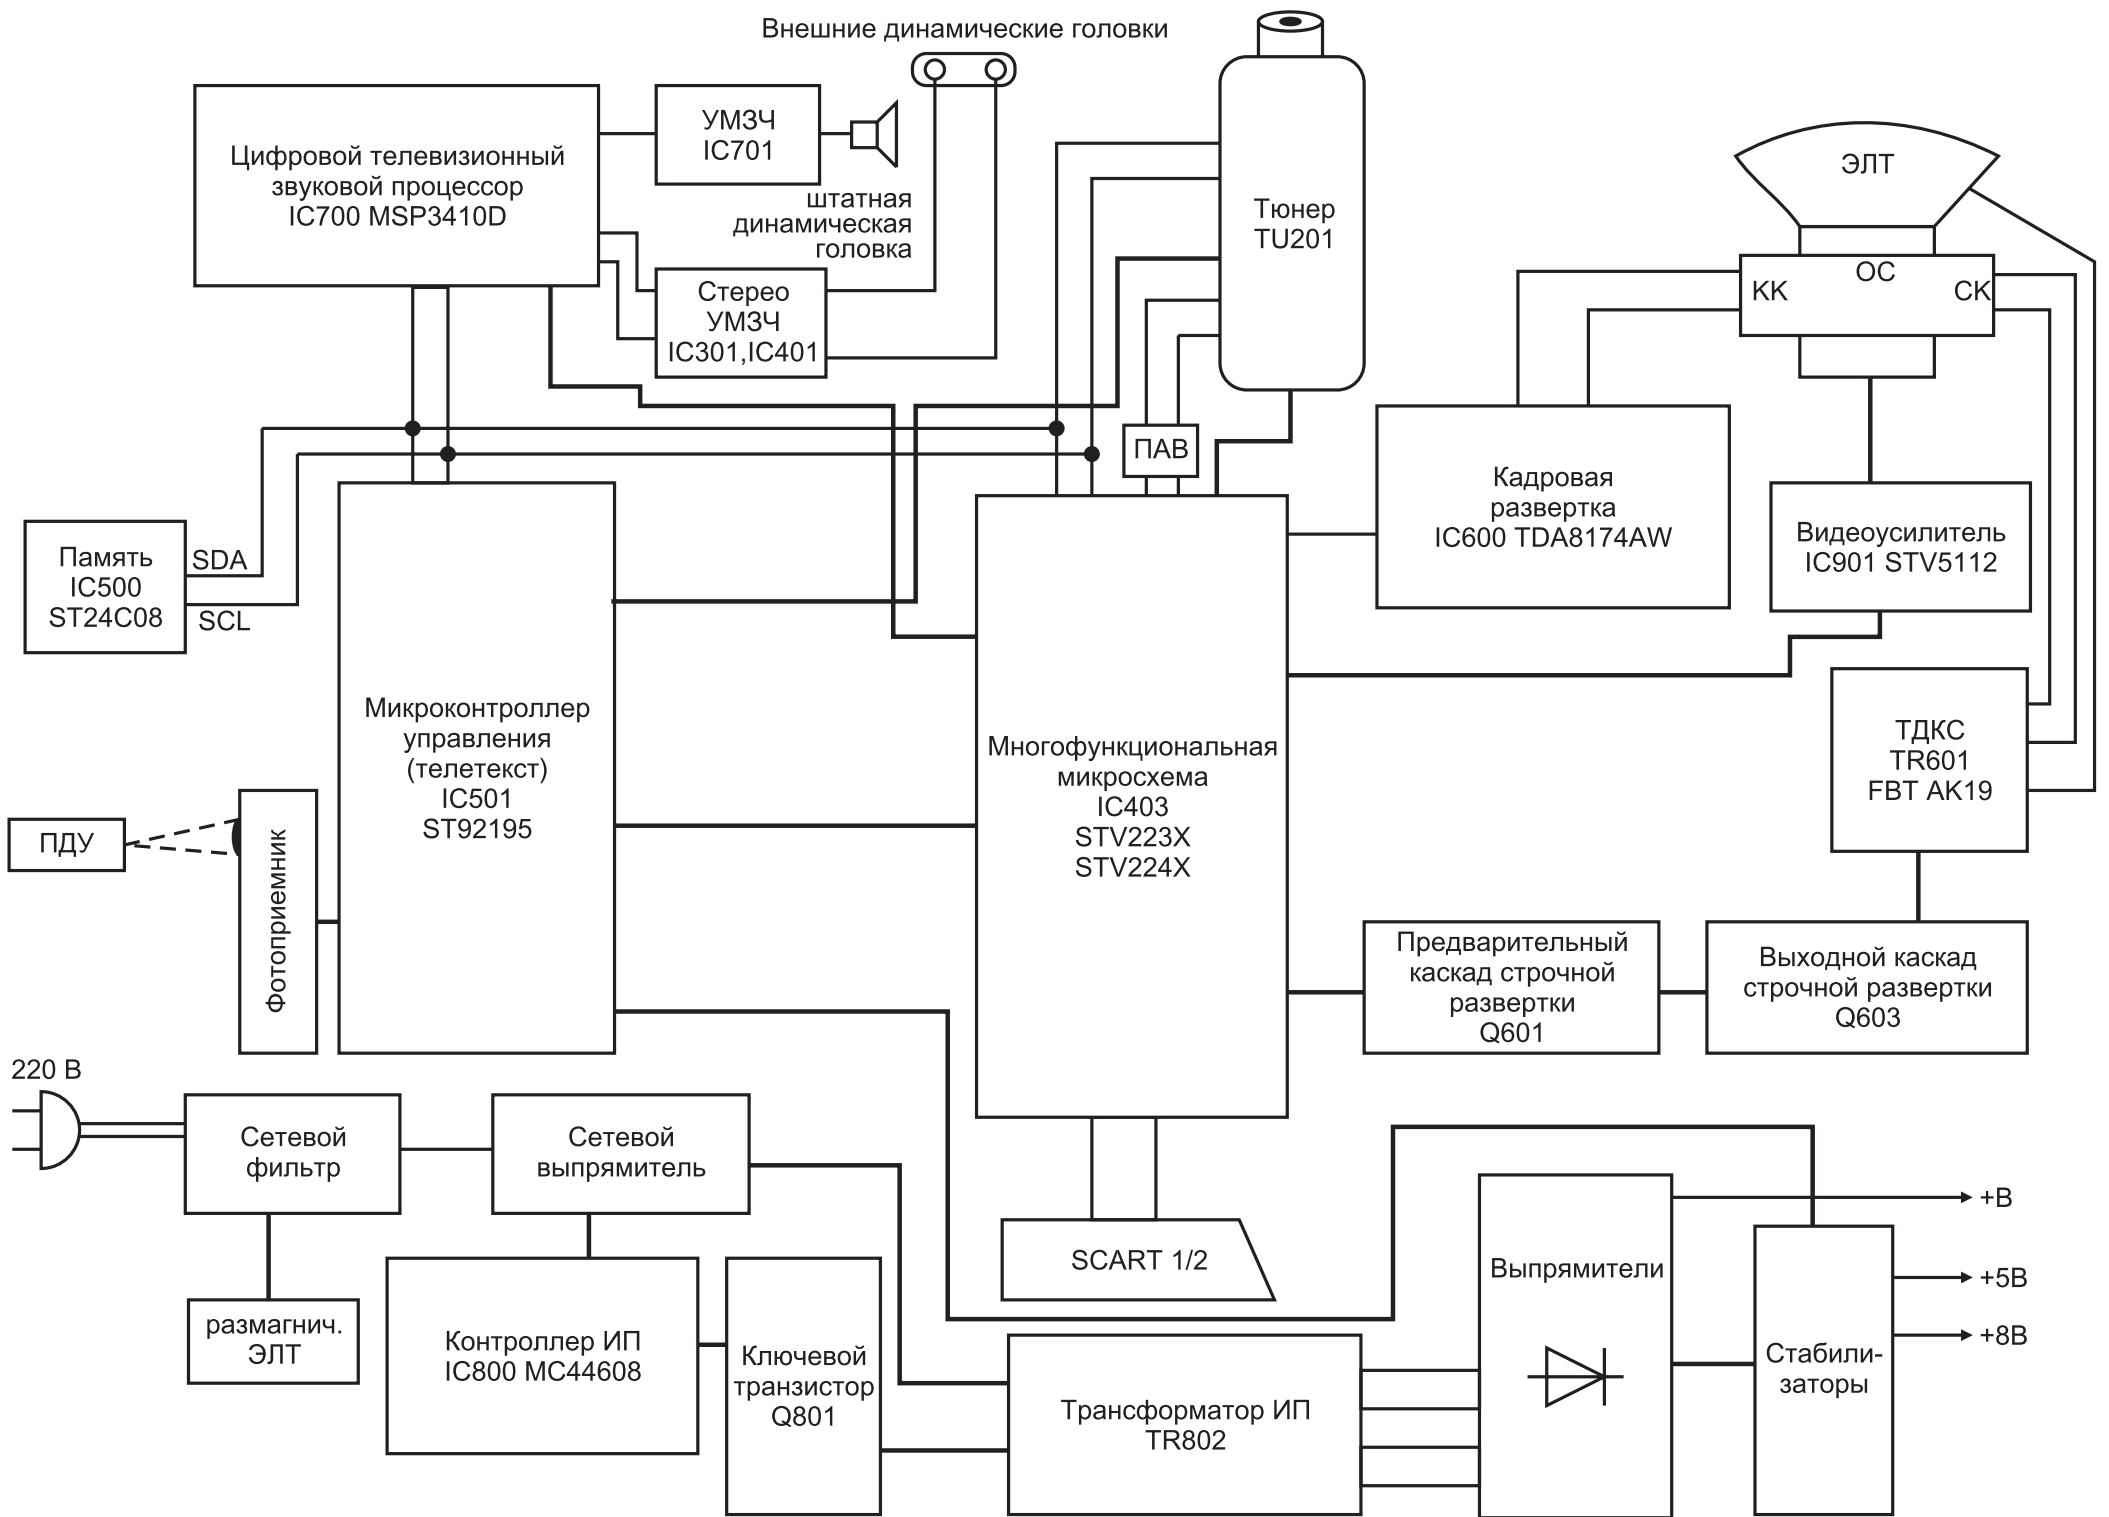 Внешние динамические головки
Цифровой телевизионный
звуковой процессор
IC700 MSP3410D
УМЗЧ
IC701
штатная
динамическая
головка
Стерео
УМЗЧ
IC301,IC401
Тюнер
TU201
ЭЛТ
ОС
КК
СК
ПАВ
Кадровая
развертка
IC600 TDA8174AW
Видеоусилитель
IC901 STV5112
Память
IC500
ST24C08
SDA
SCL
Микроконтроллер
управления
(телетекст)
IC501
ST92195
Многофункциональная
микросхема
IC403
STV223X
STV224X
ТДКС
TR601
FBT AK19
ПДУ
Фотоприемник
Предварительный
каскад строчной
развертки
Q601
Выходной каскад
строчной развертки
Q603
220 В
Сетевой
фильтр
Сетевой
выпрямитель
размагнич.
ЭЛТ
Контроллер ИП
IC800 MC44608
Ключевой
транзистор
Q801
SCART 1/2
Трансформатор ИП
TR802
Выпрямители
Стабили-
заторы
+В
+5В
+8В